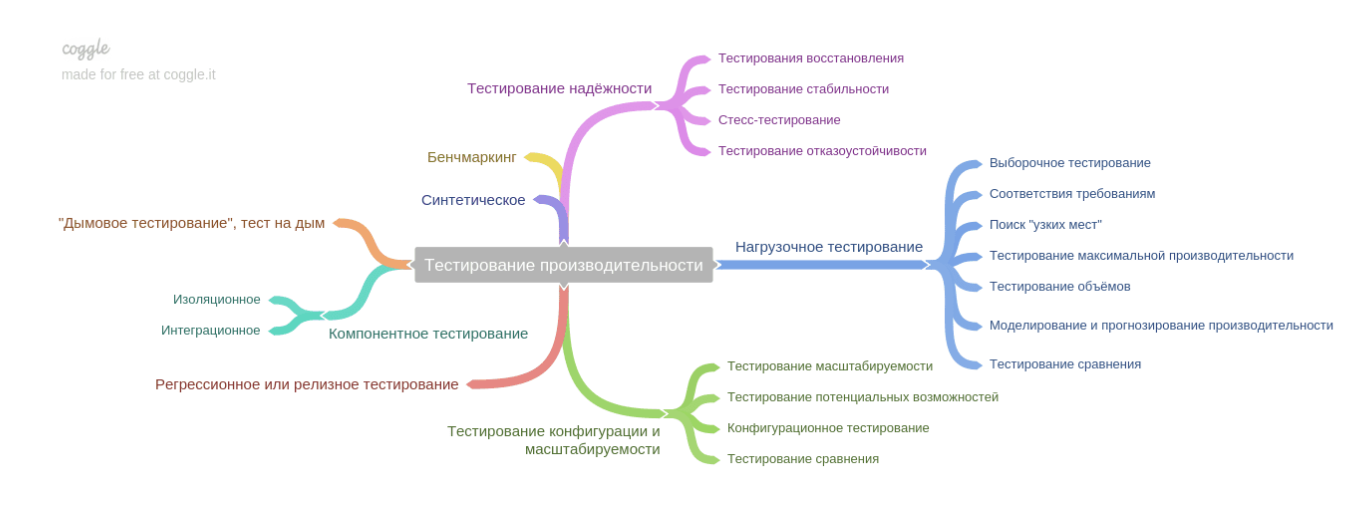 coggle
made for free at coggle.it
Тестирование надёжности
Тестирования восстановления
Тестирование стабильности
Стесс-тестирование
Тестирование отказоустойчивости
Бенчмаркинг
Синтетическое
"Дымовое тестирование", тест на дым
Тестирование производительности
Нагрузочное тестирование
Выборочное тестирование
Соответствия требованиям
Поиск "узких мест"
Тестирование максимальной производительности
Тестирование объёмов
Моделирование и прогнозирование производительности
Тестирование сравнения
Изоляционное
Интеграционное
Компонентное тестирование
Регрессионное или релизное тестирование
Тестирование конфигурации и
масштабируемости
Тестирование масштабируемости
Тестирование потенциальных возможностей
Конфигурационное тестирование
Тестирование сравнения